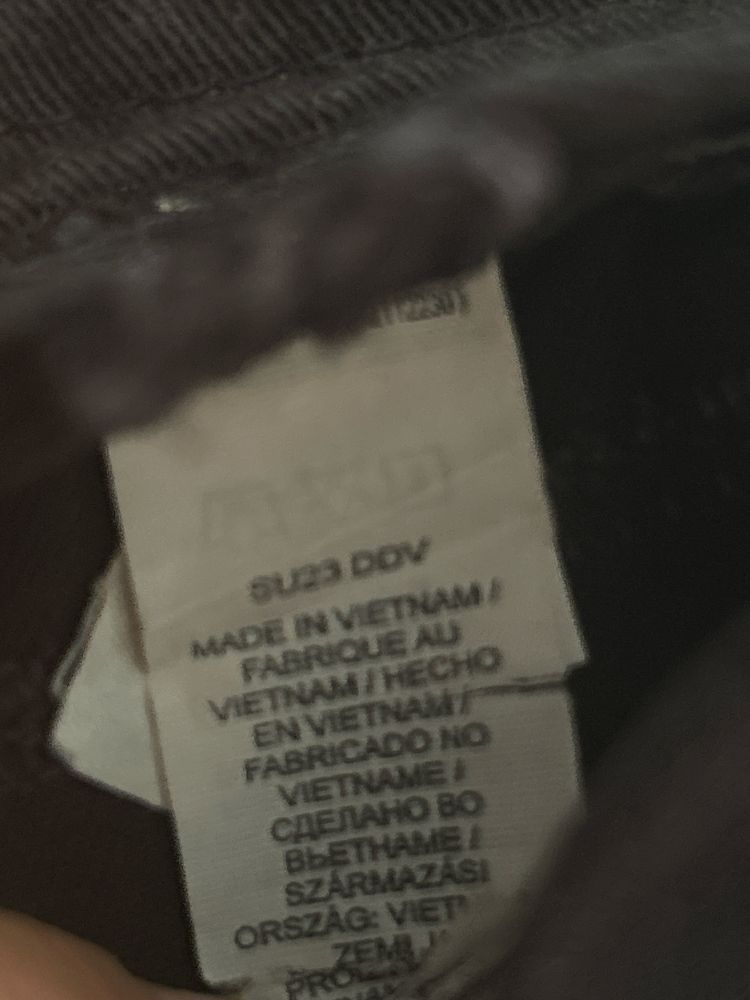 SU23 DDV
MADE IN VIETNAM /
FABRIQUE AU
VIETNAM / HECHO
EN VIETNAM /
FABRICADO NO
VIETNAME /
СДЕЛАНО ВО
ВЬЕТНАМЕ /
SZÁRMAZÁSI
ORSZÁG: